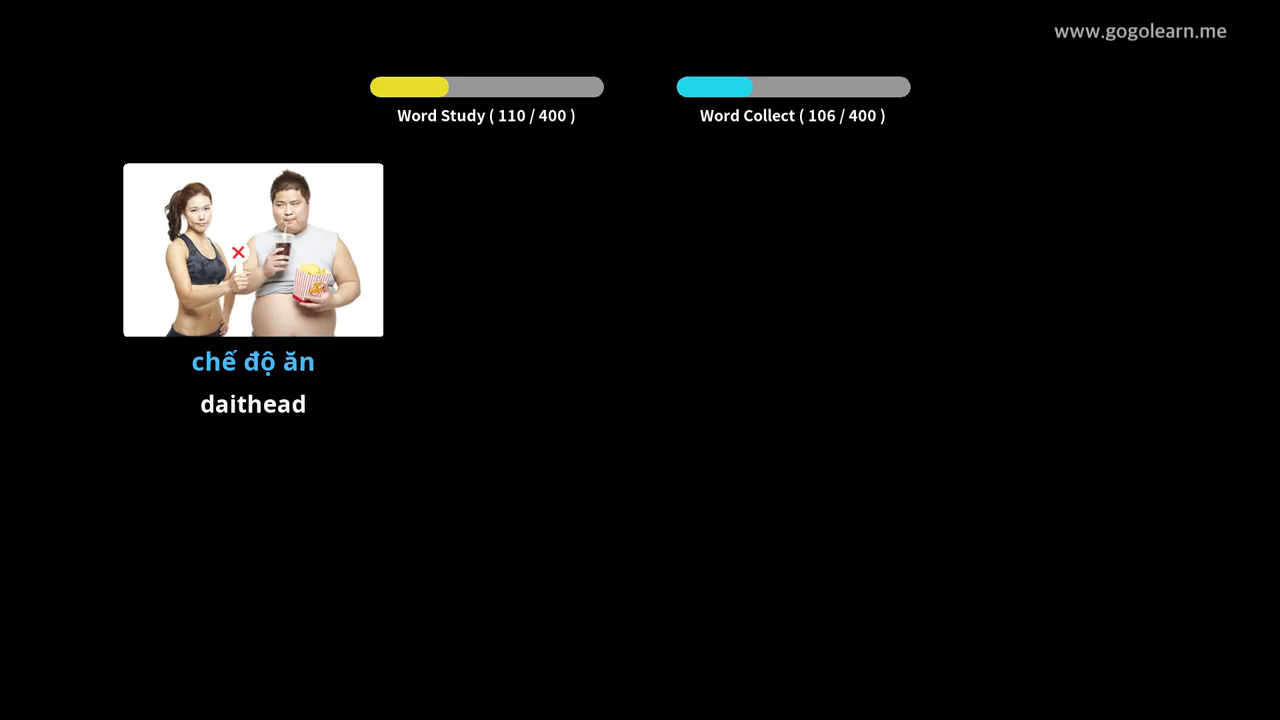 www.gogolearn.me
Word Study ( 110 / 400 )
Word Collect ( 106 / 400 )
chế độ ăn
daithead